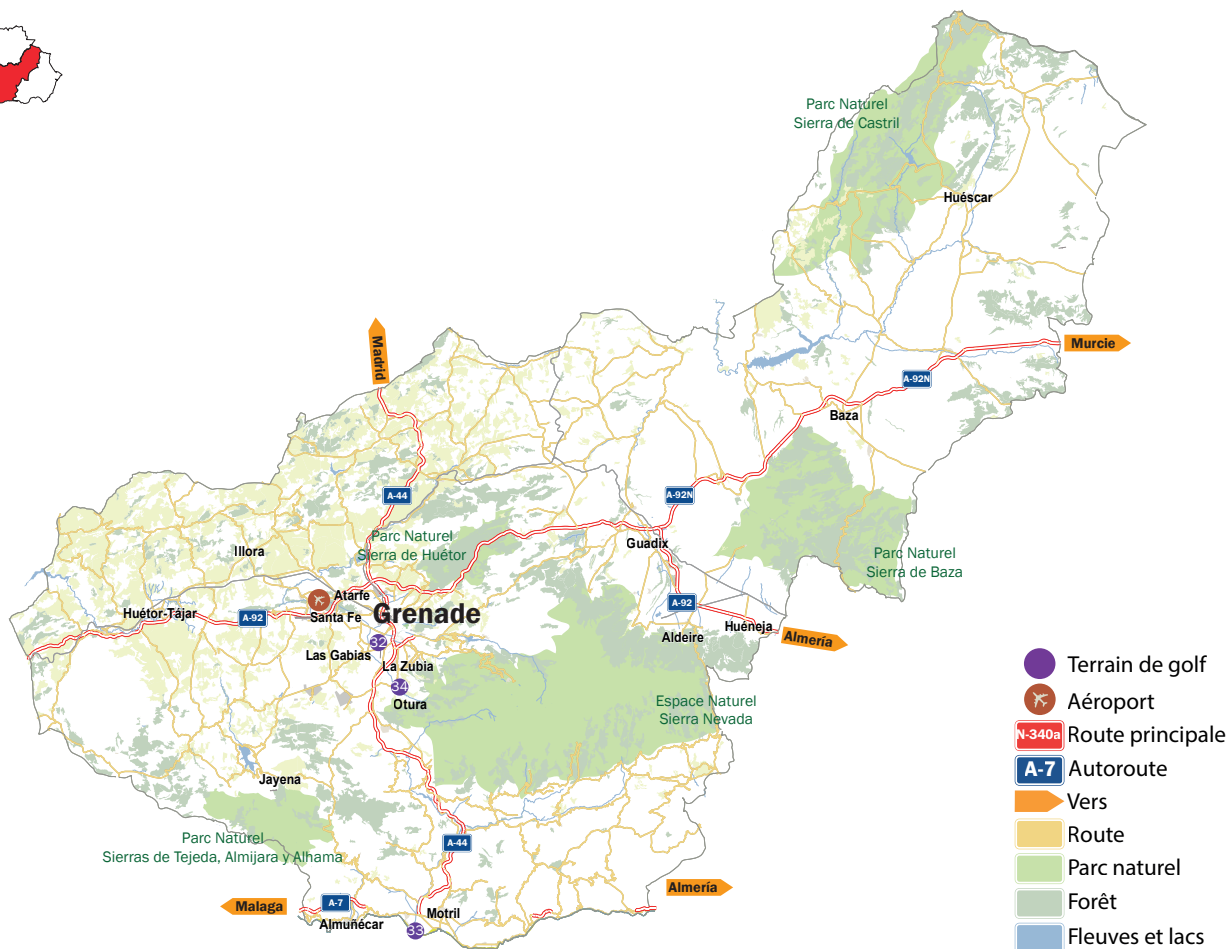 Parc Naturel
Sierra de Castril
Huéscar
Madrid
Murcie
A-92N
Baza
A-44
A-92N
Parc Naturel
Sierra de Huétor
Guadix
Illora
Parc Naturel
Sierra de Baza
Atarfe
Huétor-Tájar
A-92
Santa Fe
Grenade
A-92
Huéneja
Aldeire
Almería
32
Las Gabias
La Zubia
34
Otura
Espace Naturel
Sierra Nevada
Jayena
Parc Naturel
Sierras de Tejeda, Almijara y Alhama
A-44
Almería
Malaga
A-7
Motril
Almuñécar
33
Terrain de golf
Aéroport
N-340a Route principale
A-7 Autoroute
Vers
Route
Parc naturel
Forêt
Fleuves et lacs